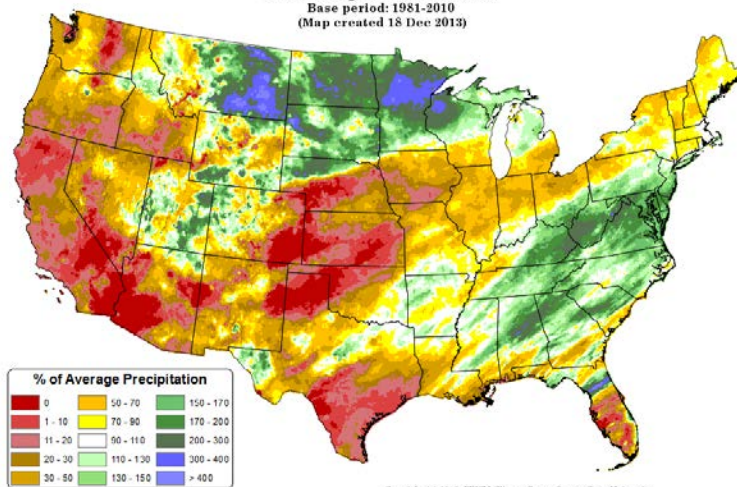 Base period: 1981-2010
(Map created 18 Dec 2013)
% of Average Precipitation
0
50 - 70
150 - 170
1 - 10
70 - 90
170 - 200
11 - 20
90 - 110
200 - 300
20 - 30
110 - 130
300 - 400
30 - 50
130 - 150
> 400